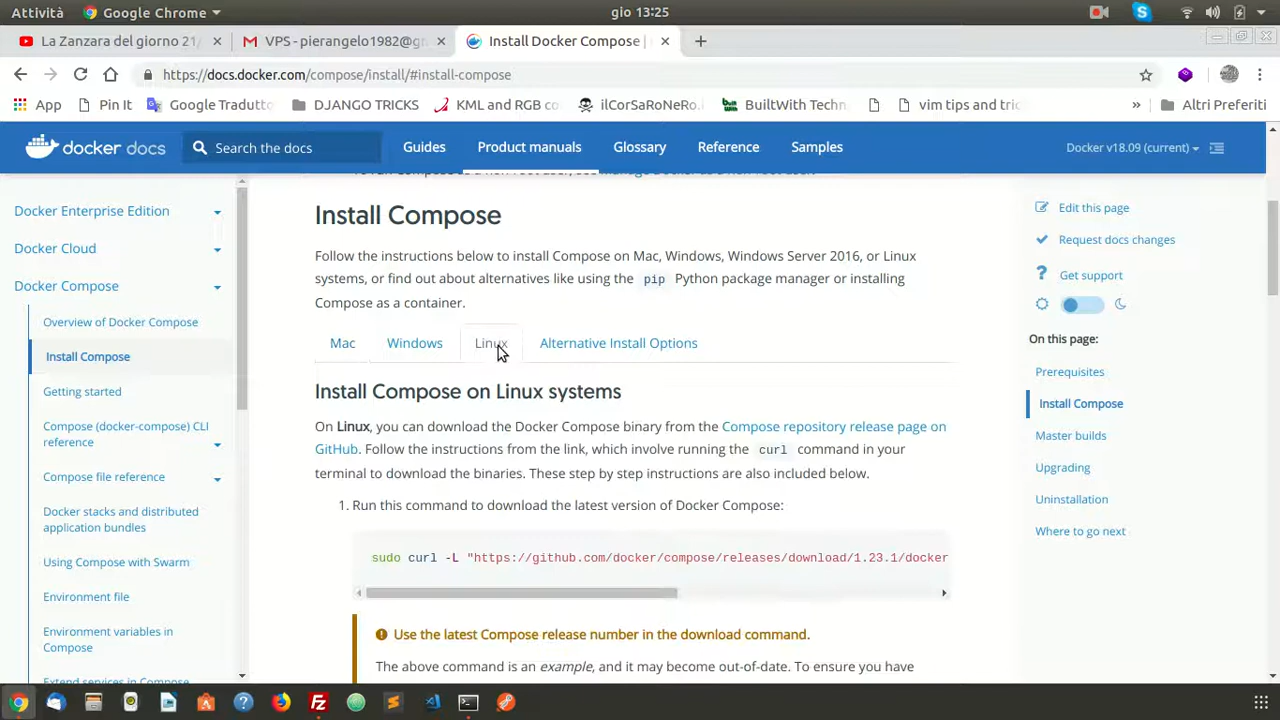 Attività
Google Chrome
gio 13:25
La Zanzara del giorno 21/
VPS - pierangelo1982@g
Install Docker Compose |
https://docs.docker.com/compose/install/#install-compose
App
Pin It
Google Tradutto
DJANGO TRICKS
KML and RGB co
ilCorSaRoNeRo.i
BuiltWith Techn
vim tips and tric
»
Altri Preferiti
docker docs
Search the docs
Guides
Product manuals
Glossary
Reference
Samples
Docker v18.09 (current)
Docker Enterprise Edition
Docker Cloud
Docker Compose
Overview of Docker Compose
Install Compose
Getting started
Compose (docker-compose) CLI
reference
Compose file reference
Docker stacks and distributed
application bundles
Using Compose with Swarm
Environment file
Environment variables in
Compose
Extend services in Compose
Install Compose
Follow the instructions below to install Compose on Mac, Windows, Windows Server 2016, or Linux
systems, or find out about alternatives like using the pip Python package manager or installing
Compose as a container.
Mac
Windows
Linux
Alternative Install Options
Install Compose on Linux systems
On Linux, you can download the Docker Compose binary from the Compose repository release page on
GitHub. Follow the instructions from the link, which involve running the curl command in your
terminal to download the binaries. These step by step instructions are also included below.
1. Run this command to download the latest version of Docker Compose:
sudo curl -L "https://github.com/docker/compose/releases/download/1.23.1/docker
Use the latest Compose release number in the download command.
The above command is an example, and it may become out-of-date. To ensure you have
Edit this page
Request docs changes
Get support
On this page:
Prerequisites
Install Compose
Master builds
Upgrading
Uninstallation
Where to go next